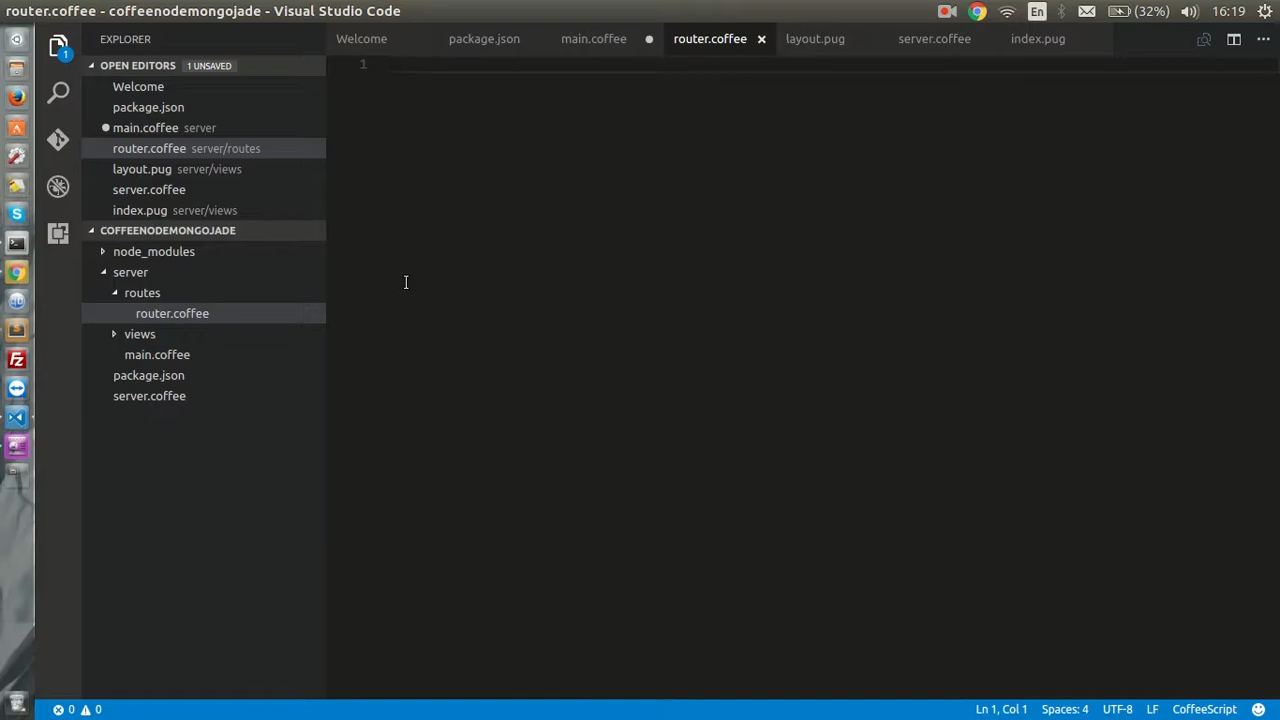 router.coffee - coffeenodemongojade - Visual Studio Code
En
(32%)
16:19
EXPLORER
1
OPEN EDITORS 1 UNSAVED
Welcome
package.json
main.coffee server
router.coffee server/routes
layout.pug server/views
server.coffee
index.pug server/views
COFFEENODEMONGOJADE
node_modules
server
routes
router.coffee
views
main.coffee
package.json
server.coffee
Welcome
package.json
main.coffee
router.coffee
layout.pug
server.coffee
index.pug
1
0 0
Ln 1, Col 1
Spaces: 4
UTF-8
LF
CoffeeScript